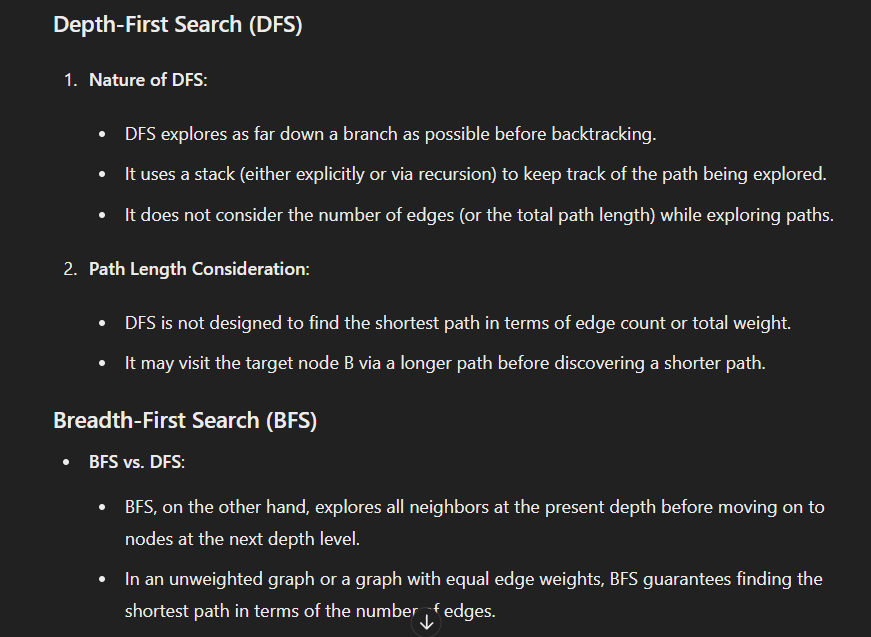 Depth-First Search (DFS)
1. Nature of DFS:
• DFS explores as far down a branch as possible before backtracking.
• It uses a stack (either explicitly or via recursion) to keep track of the path being explored.
• It does not consider the number of edges (or the total path length) while exploring paths.
2. Path Length Consideration:
• DFS is not designed to find the shortest path in terms of edge count or total weight.
• It may visit the target node B via a longer path before discovering a shorter path.
Breadth-First Search (BFS)
• BFS vs. DFS:
• BFS, on the other hand, explores all neighbors at the present depth before moving on to
nodes at the next depth level.
• In an unweighted graph or a graph with equal edge weights, BFS guarantees finding the
shortest path in terms of the number of edges.